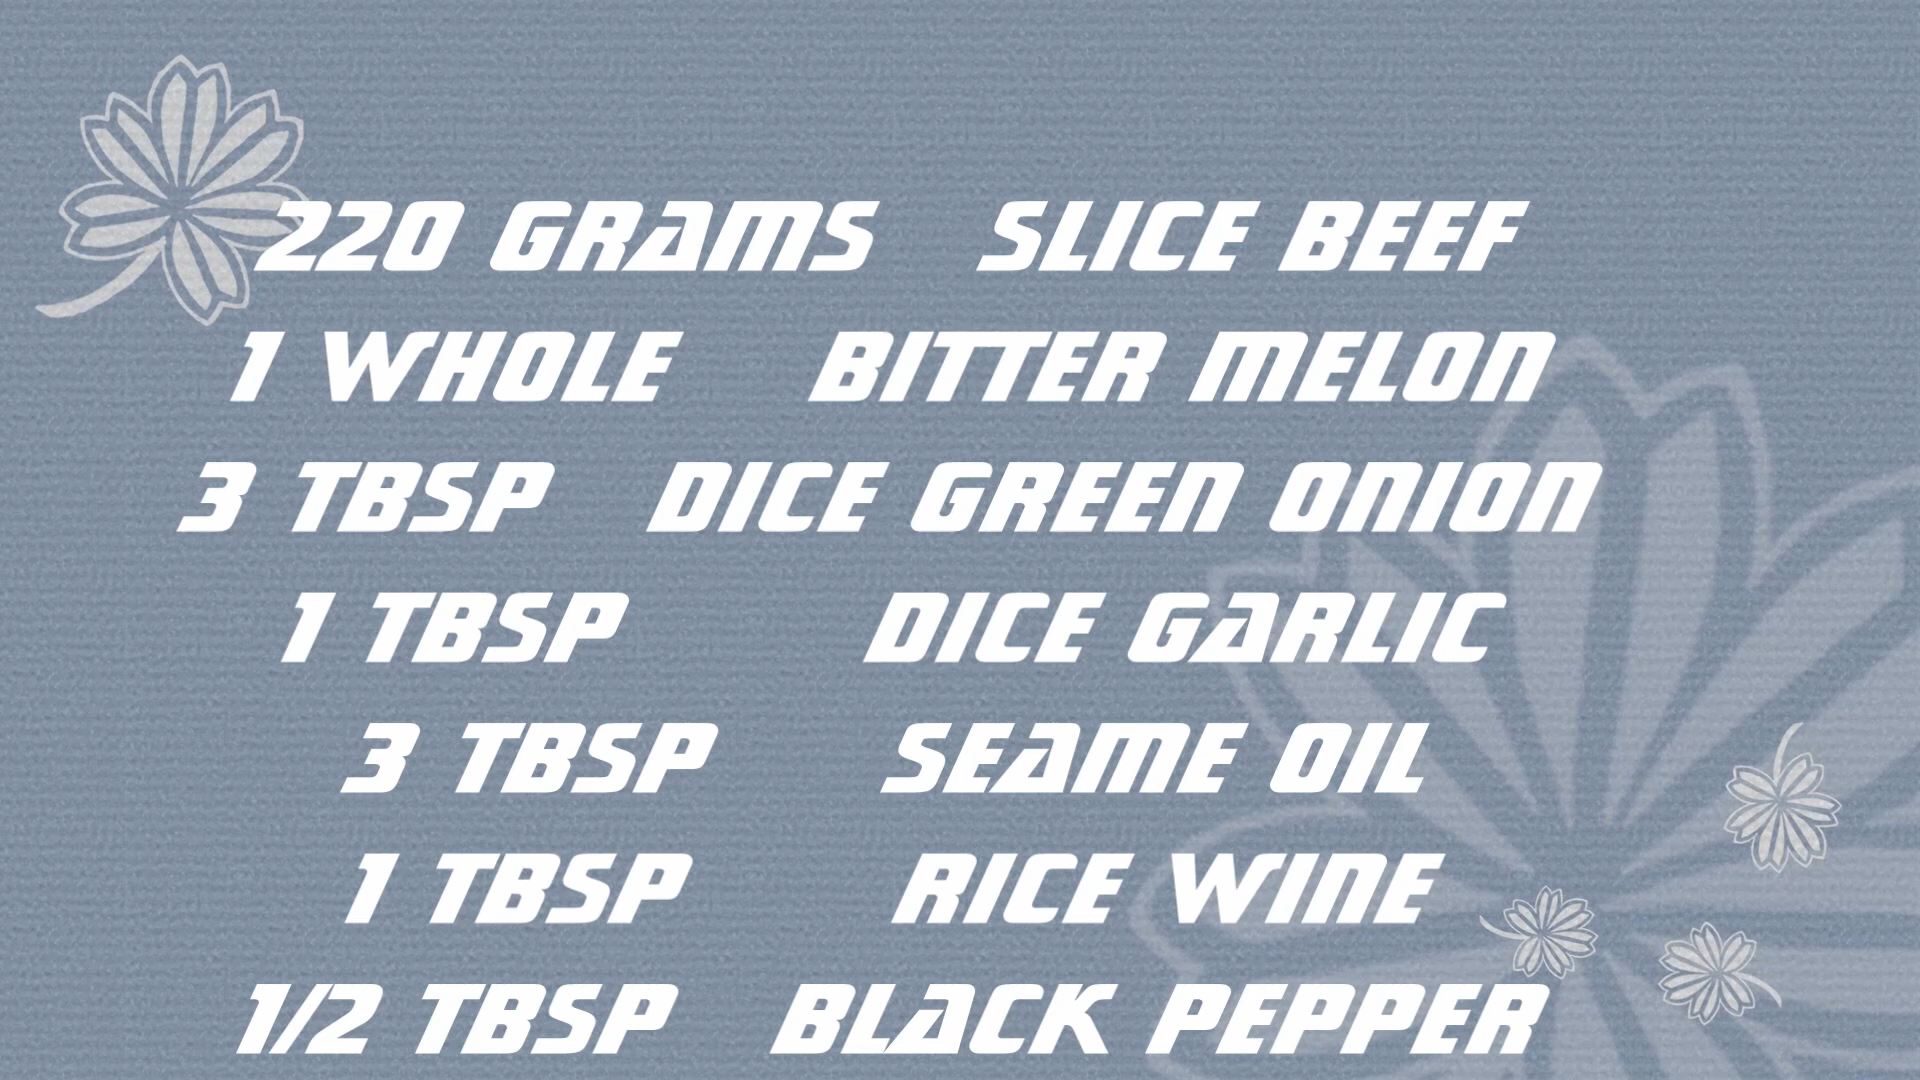 220 GRAMS SLICE BEEF
1 WHOLE BITTER MELON
3 TBSP DICE GREEN ONION
1 TBSP DICE GARLIC
3 TBSP SEAME OIL
1 TBSP RICE WINE
1/2 TBSP BLACK PEPPER